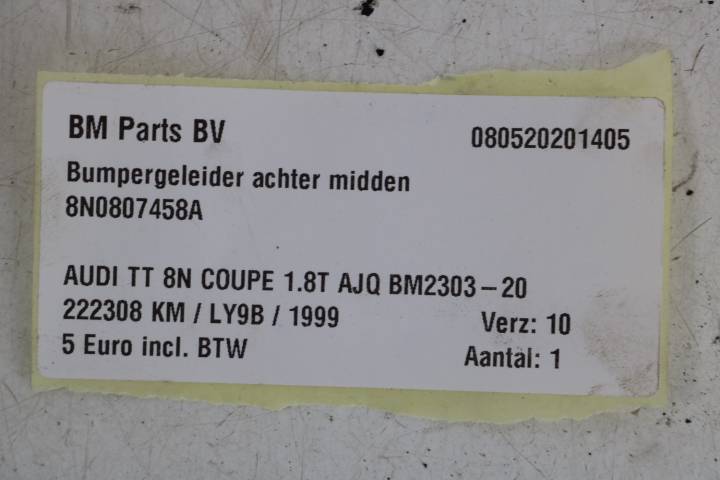 BM Parts BV 080520201405
Bumpergeleider achter midden
8N0807458A
AUDI TT 8N COUPE 1.8T AJQ BM2303-20
222308 KM / LY9B / 1999 Verz: 10
5 Euro incl. BTW Aantal: 1